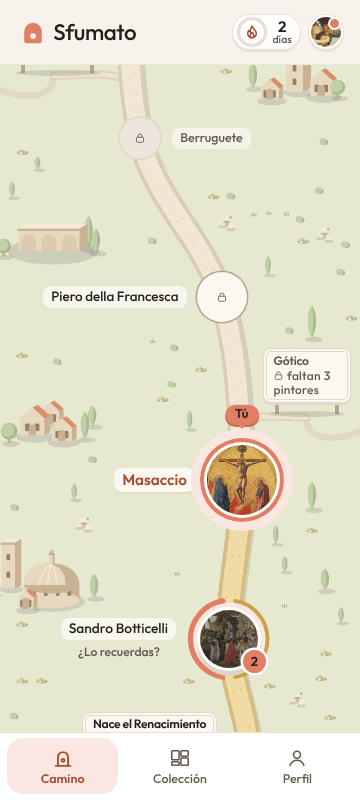 Sfumato
2
días
Berruguete
Piero della Francesca
Gótico
faltan 3
pintores
Tú
Masaccio
Sandro Botticelli
¿Lo recuerdas?
2
Nace el Renacimiento
Camino
Colección
Perfil